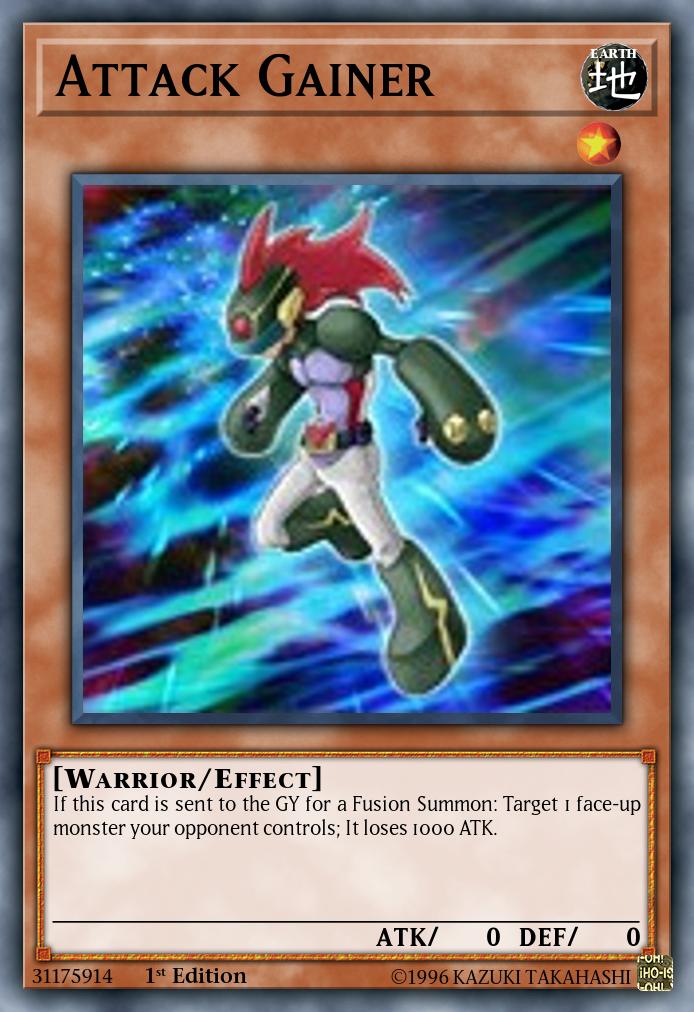 Attack Gainer
EARTH
地
[Warrior/Effect]
If this card is sent to the GY for a Fusion Summon: Target 1 face-up
monster your opponent controls; It loses 1000 ATK.
ATK/ 0 DEF/ 0
31175914 1st Edition ©1996 KAZUKI TAKAHASHI